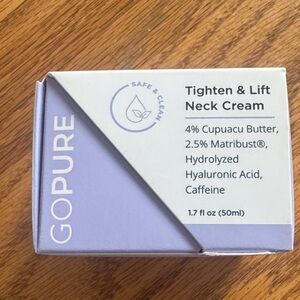 GOPURE
SAFE & CLEAN
Tighten & Lift
Neck Cream
4% Cupuacu Butter,
2.5% Matribust®,
Hydrolyzed
Hyaluronic Acid,
Caffeine
1.7 fl oz (50ml)